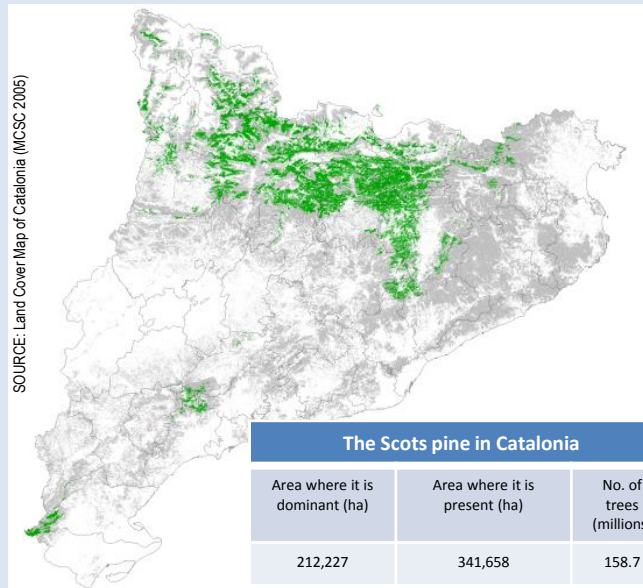 SOURCE: Land Cover Map of Catalonia (MCSC 2005)
The Scots pine in Catalonia
Area where it is
dominant (ha)
Area where it is
present (ha)
No. of
trees
(millions
212,227
341,658
158.7